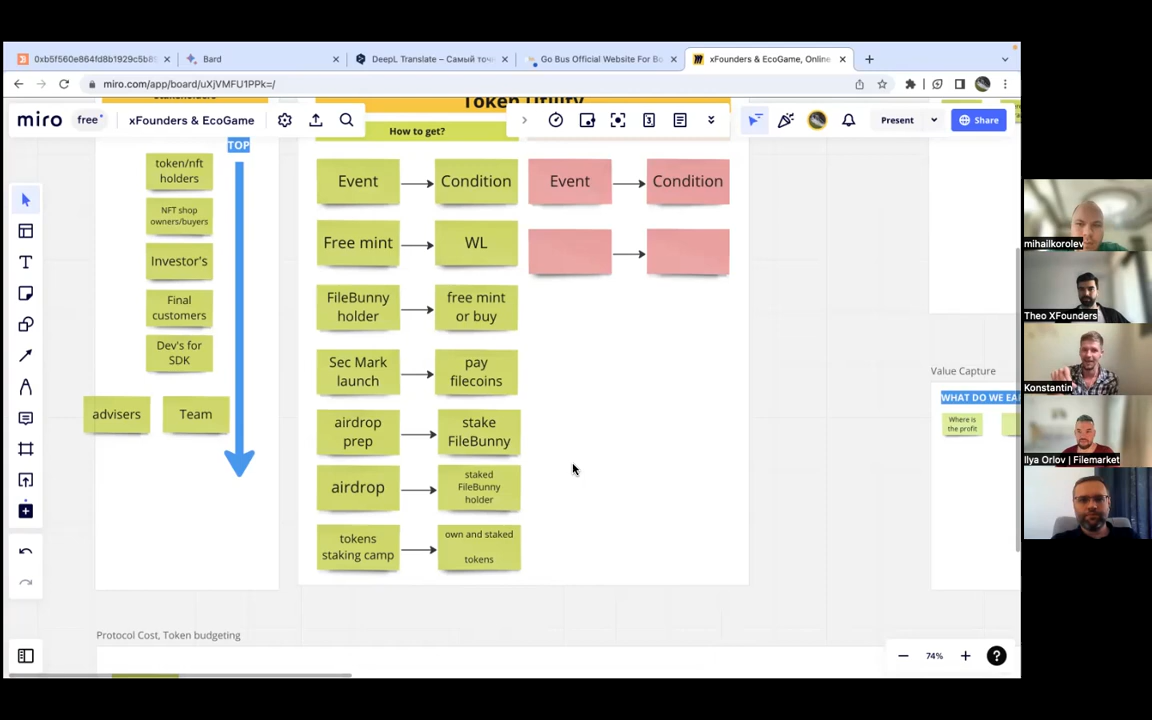 0xb5f560e864fd8b1929c5b8
Bard
DeepL Translate – Самый точ
Go Bus Official Website For Bo
xFounders & EcoGame, Online
miro.com/app/board/uXjVMFU1PPk=/
Token Utility
miro
free
xFounders & EcoGame
Present
Share
How to get?
TOP
token/nft
holders
NFT shop
owners/buyers
Investor's
Final
customers
Dev's for
SDK
advisers
Team
Event
Condition
Event
Condition
Free mint
WL
FileBunny
holder
free mint
or buy
Sec Mark
launch
pay
filecoins
airdrop
prep
stake
FileBunny
airdrop
staked
FileBunny
holder
tokens
staking camp
own and staked
tokens
Value Capture
WHAT DO WE EA
Where is
the profit
Protocol Cost, Token budgeting
74%
mihailkorolev
Theo XFounders
Konstantin
Ilya Orlov | Filemarket